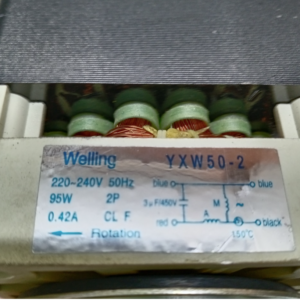 Welling YXW50-2
220-240V 50Hz
blue blue
95W 2P
3μF/450V M
0.42A CL F
red A black
Rotation 150°C